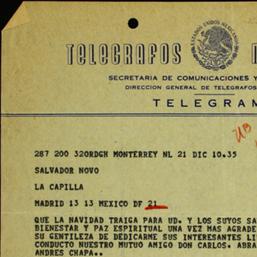 TELEGRAFOS N
ESTADOS UNIDOS MEXICANOS
SECRETARIA DE COMUNICACIONES Y
DIRECCION GENERAL DE TELEGRAFOS
TELEGRAM
287 200 320RDGH MONTERREY NL 21 DIC 10.35
SALVADOR NOVO
LA CAPILLA
MADRID 13 13 MEXICO DF 21
QUE LA NAVIDAD TRAIGA PARA UD. Y LOS SUYOS SA
BIENESTAR Y PAZ ESPIRITUAL UNA VEZ MAS AGRADE
SU GENTILEZA DE DEDICARME SUS INTERESANTES LI
CONDUCTO NUESTRO MUTUO AMIGO DON CARLOS. ABRA
ANDRES CHAPA..